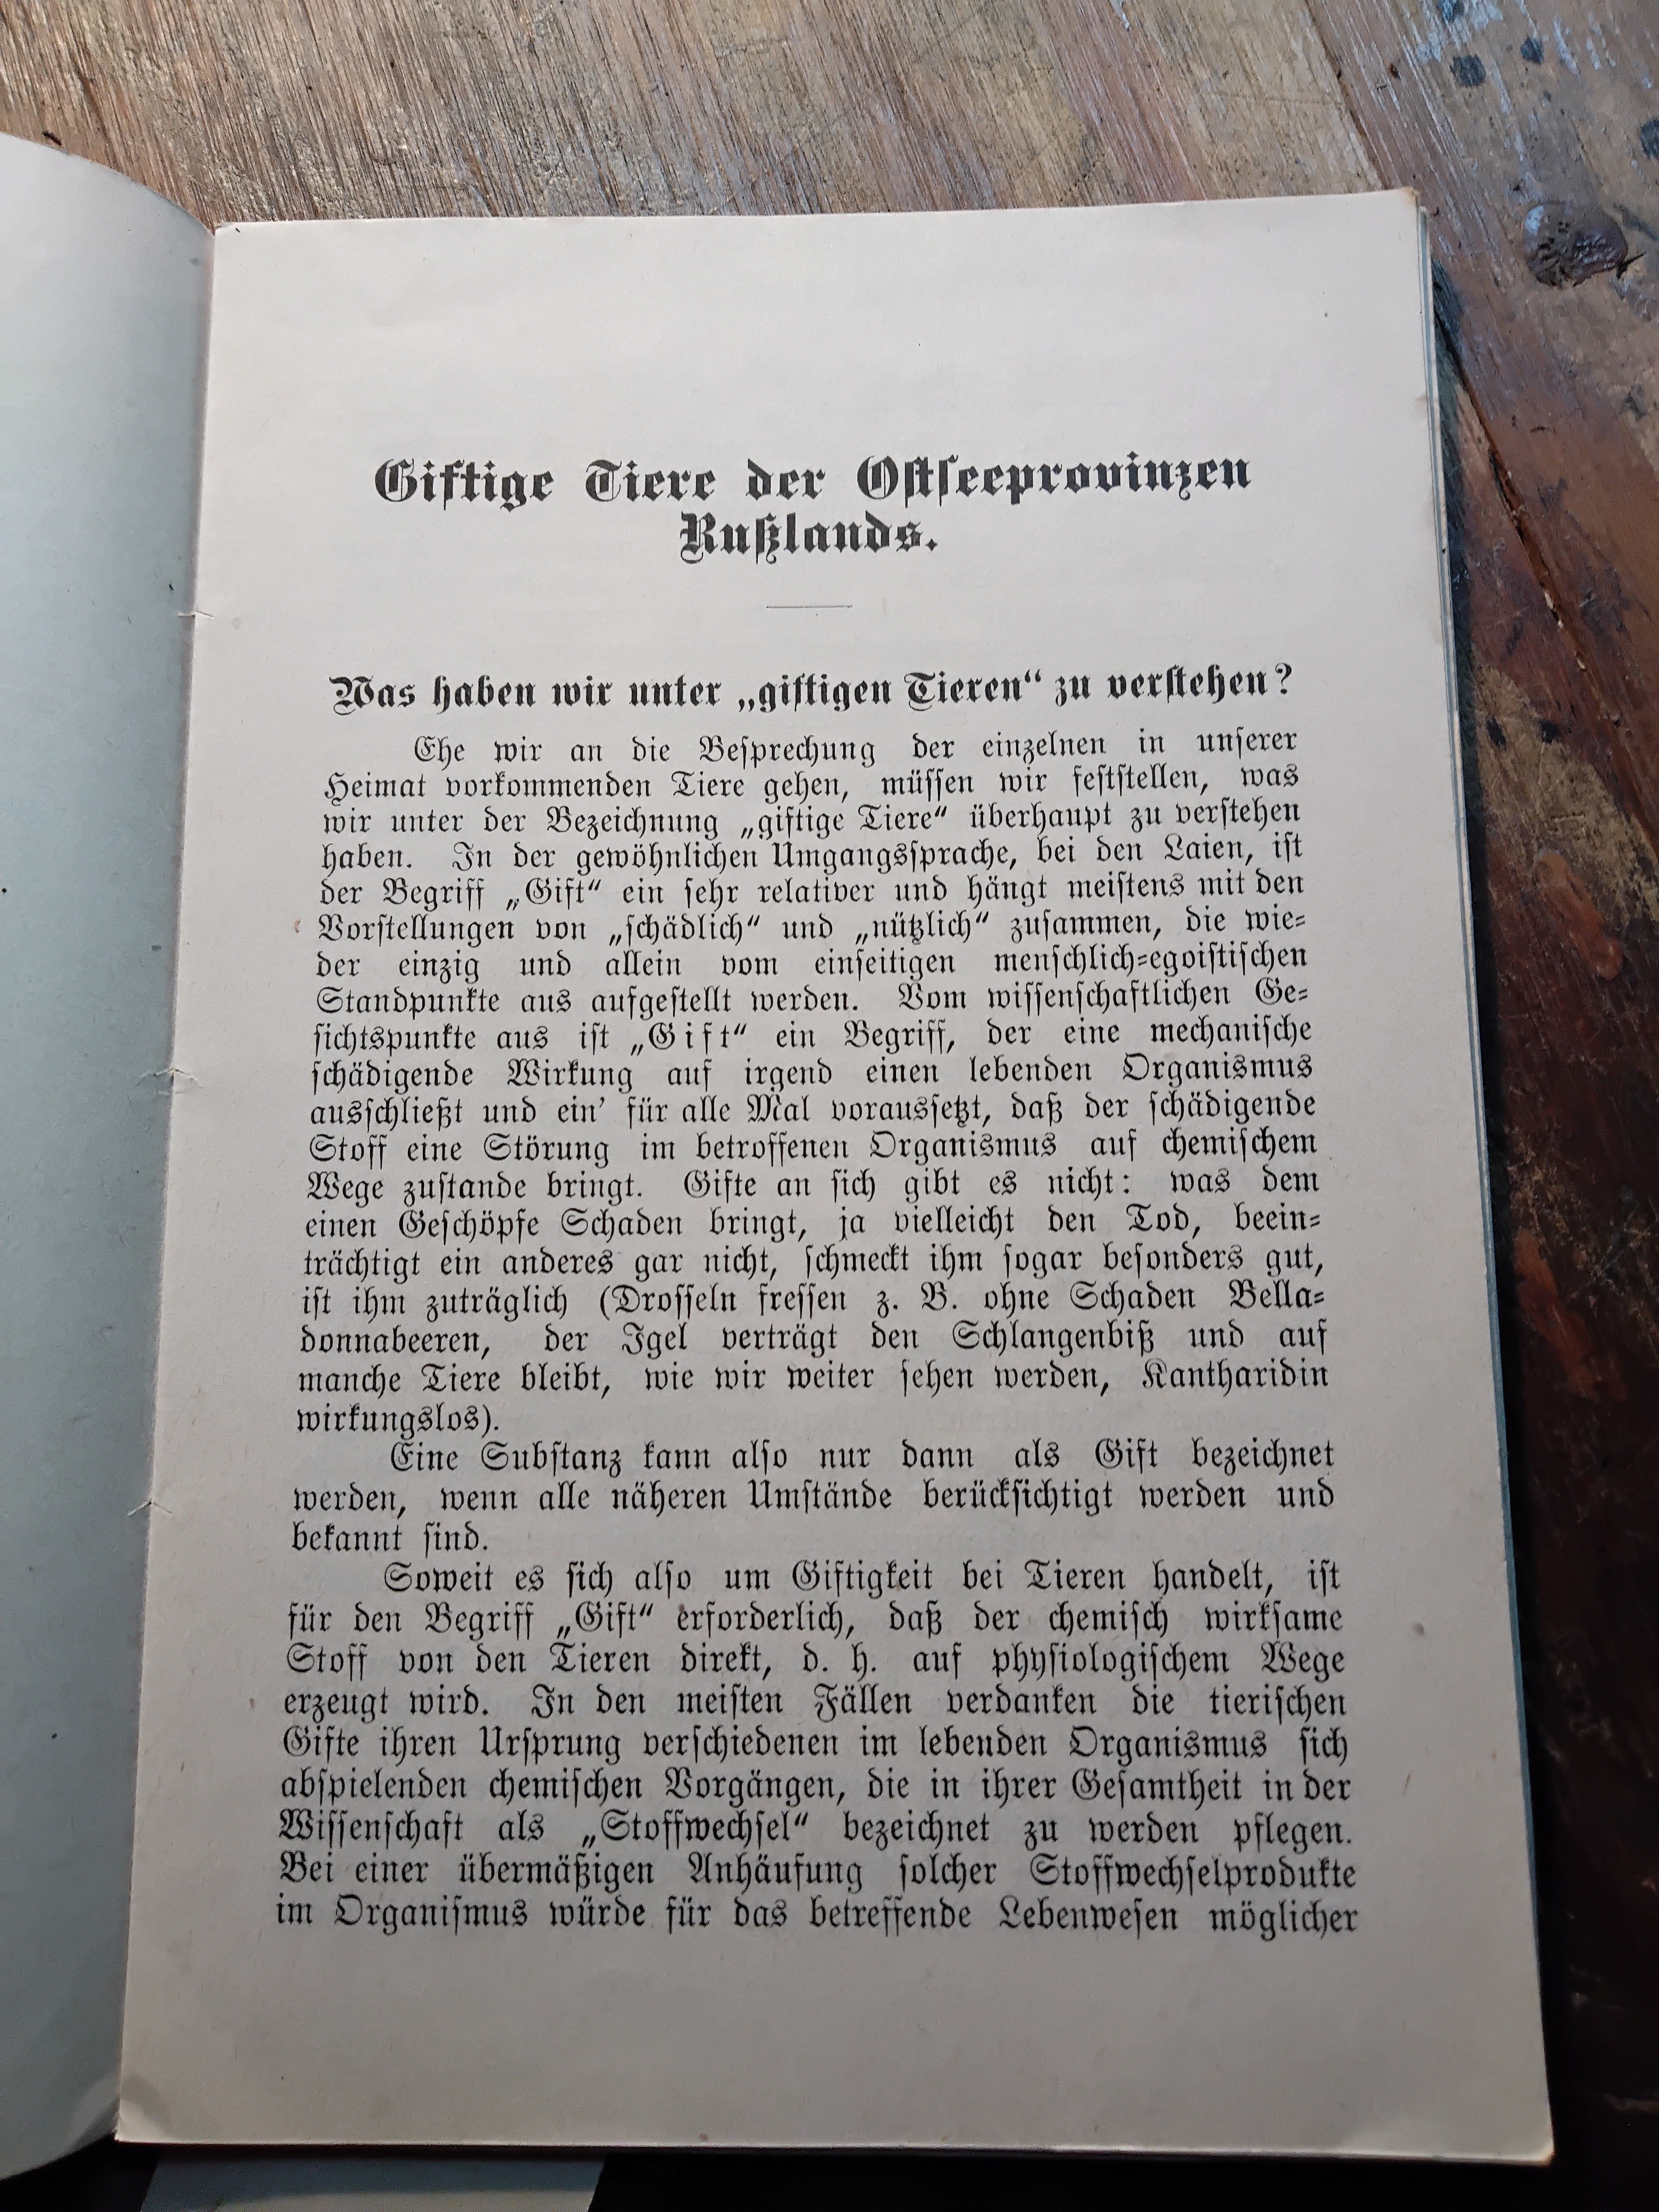 Giftige Tiere der Ostseeprovinzen
Rußlands.
Was haben wir unter „giftigen Tieren“ zu verstehen?
Ehe wir an die Besprechung der einzelnen in unserer
Heimat vorkommenden Tiere gehen, müssen wir feststellen, was
wir unter der Bezeichnung „giftige Tiere“ überhaupt zu verstehen
haben. In der gewöhnlichen Umgangssprache, bei den Laien, ist
der Begriff „Gift“ ein sehr relativer und hängt meistens mit den
Vorstellungen von „schädlich“ und „nützlich“ zusammen, die wie-
der einzig und allein vom einseitigen menschlich-egoistischen
Standpunkte aus aufgestellt werden. Vom wissenschaftlichen Ge-
sichtspunkte aus ist „Gift“ ein Begriff, der eine mechanische
schädigende Wirkung auf irgend einen lebenden Organismus
ausschließt und ein’ für alle Mal voraussetzt, daß der schädigende
Stoff eine Störung im betroffenen Organismus auf chemischem
Wege zustande bringt. Gifte an sich gibt es nicht: was dem
einen Geschöpfe Schaden bringt, ja vielleicht den Tod, beein-
trächtigt ein anderes gar nicht, schmeckt ihm sogar besonders gut,
ist ihm zuträglich (Drosseln fressen z. B. ohne Schaden Bella-
donnabeeren, der Igel verträgt den Schlangenbiß und auf
manche Tiere bleibt, wie wir weiter sehen werden, Kantharidin
wirkungslos).
Eine Substanz kann also nur dann als Gift bezeichnet
werden, wenn alle näheren Umstände berücksichtigt werden und
bekannt sind.
Soweit es sich also um Giftigkeit bei Tieren handelt, ist
für den Begriff „Gift“ erforderlich, daß der chemisch wirksame
Stoff von den Tieren direkt, d. h. auf physiologischem Wege
erzeugt wird. In den meisten Fällen verdanken die tierischen
Gifte ihren Ursprung verschiedenen im lebenden Organismus sich
abspielenden chemischen Vorgängen, die in ihrer Gesamtheit in der
Wissenschaft als „Stoffwechsel“ bezeichnet zu werden pflegen.
Bei einer übermäßigen Anhäufung solcher Stoffwechselprodukte
im Organismus würde für das betreffende Lebenwesen möglicher